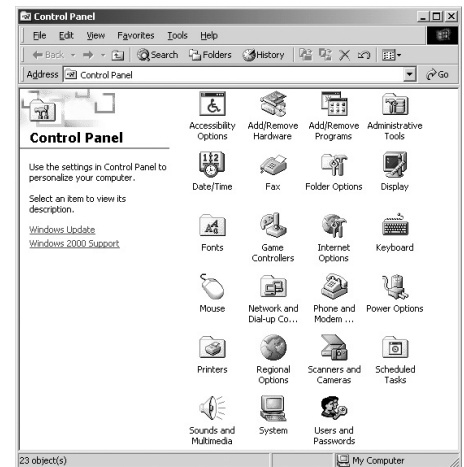 Control Panel
File Edit View Favorites Tools Help
Back Search Folders History
Address Control Panel Go
Control Panel
Use the settings in Control Panel to
personalize your computer.
Select an item to view its
description.
Windows Update
Windows 2000 Support
Accessibility
Options
Add/Remove
Hardware
Add/Remove
Programs
Administrative
Tools
Date/Time
Fax
Folder Options
Display
Fonts
Game
Controllers
Internet
Options
Keyboard
Mouse
Network and
Dial-up Co...
Phone and
Modem ...
Power Options
Printers
Regional
Options
Scanners and
Cameras
Scheduled
Tasks
Sounds and
Multimedia
System
Users and
Passwords
23 object(s) My Computer